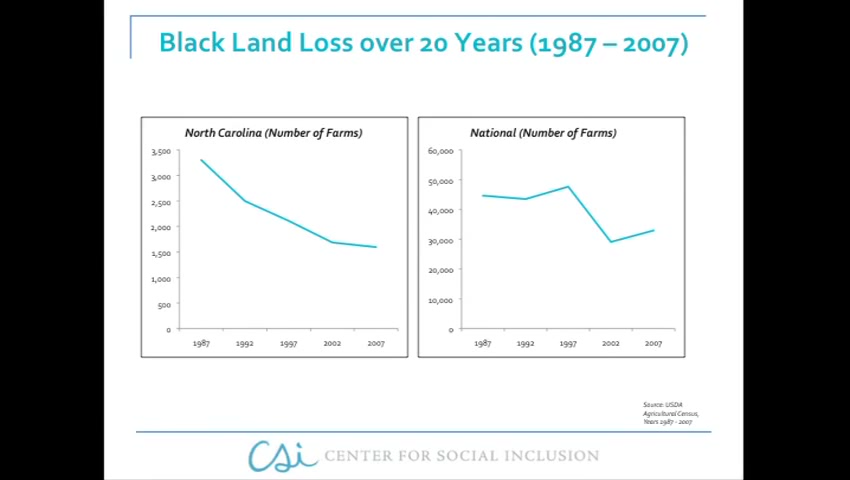 Black Land Loss over 20 Years (1987 – 2007)
North Carolina (Number of Farms)
3,500
3,000
2,500
2,000
1,500
1,000
500
0
1987 1992 1997 2002 2007
National (Number of Farms)
60,000
50,000
40,000
30,000
20,000
10,000
0
1987 1992 1997 2002 2007
Source: USDA
Agricultural Census,
Years 1987 - 2007
csi CENTER FOR SOCIAL INCLUSION